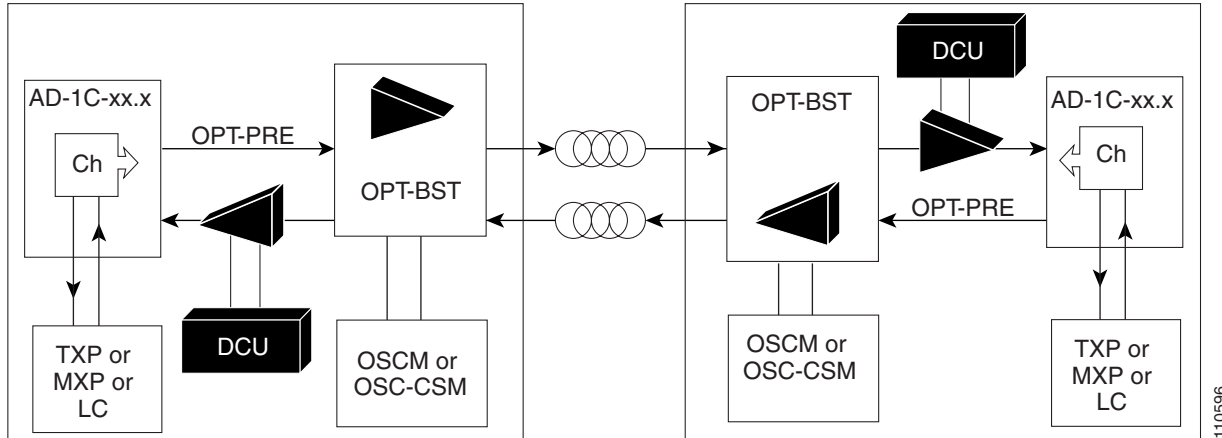 AD-1C-xx.x
Ch
OPT-PRE
OPT-BST
DCU
TXP or
MXP or
LC
OSCM or
OSC-CSM
OPT-BST
DCU
AD-1C-xx.x
Ch
OPT-PRE
OSCM or
OSC-CSM
TXP or
MXP or
LC
110596